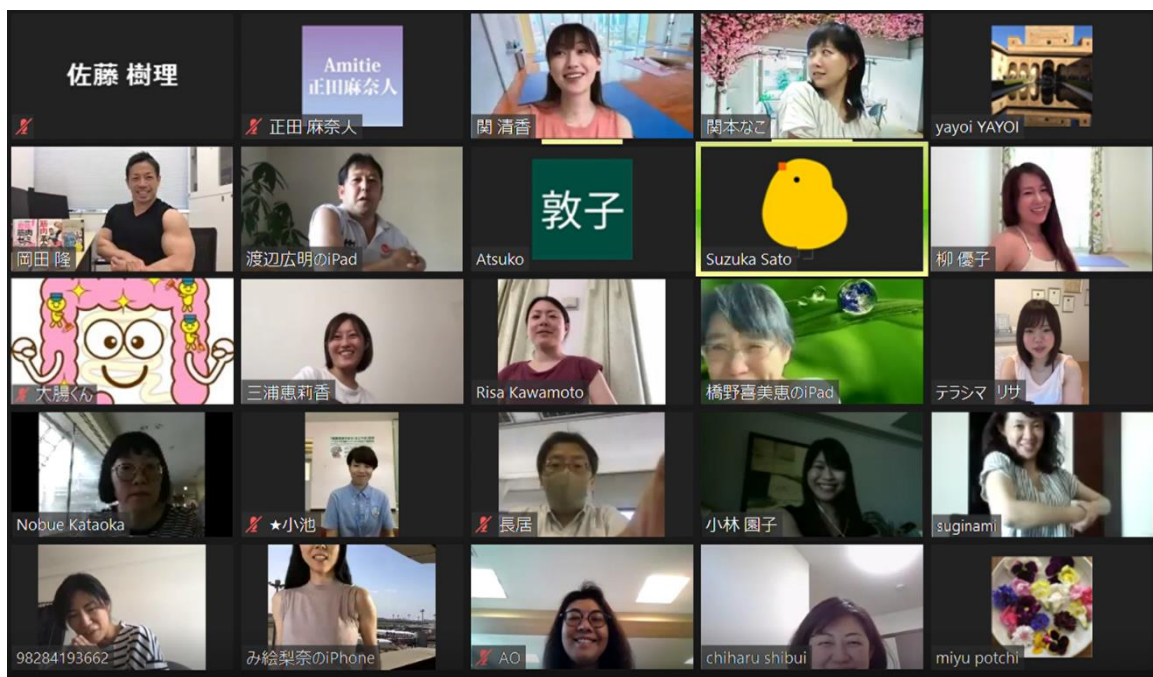 佐藤 樹理
Amitie
正田麻奈人
正田 麻奈人
関 清香
関本なこ
yayoi YAYOI
岡田 隆
渡辺広明のiPad
敦子
Atsuko
Suzuka Sato
柳 優子
大腸くん
三浦恵莉香
Risa Kawamoto
橋野喜美恵のiPad
テラシマ リサ
Nobue Kataoka
★小池
長居
小林 園子
suginami
98284193662
み絵梨奈のiPhone
AO
chiharu shibui
miyu potchi